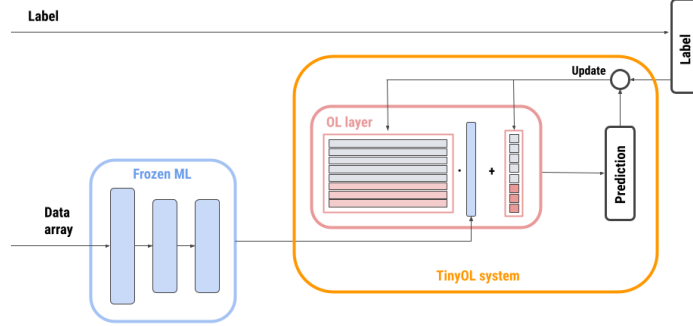 Label
Label
Update
OL layer
Frozen ML
·
+
Prediction
Data
array
TinyOL system